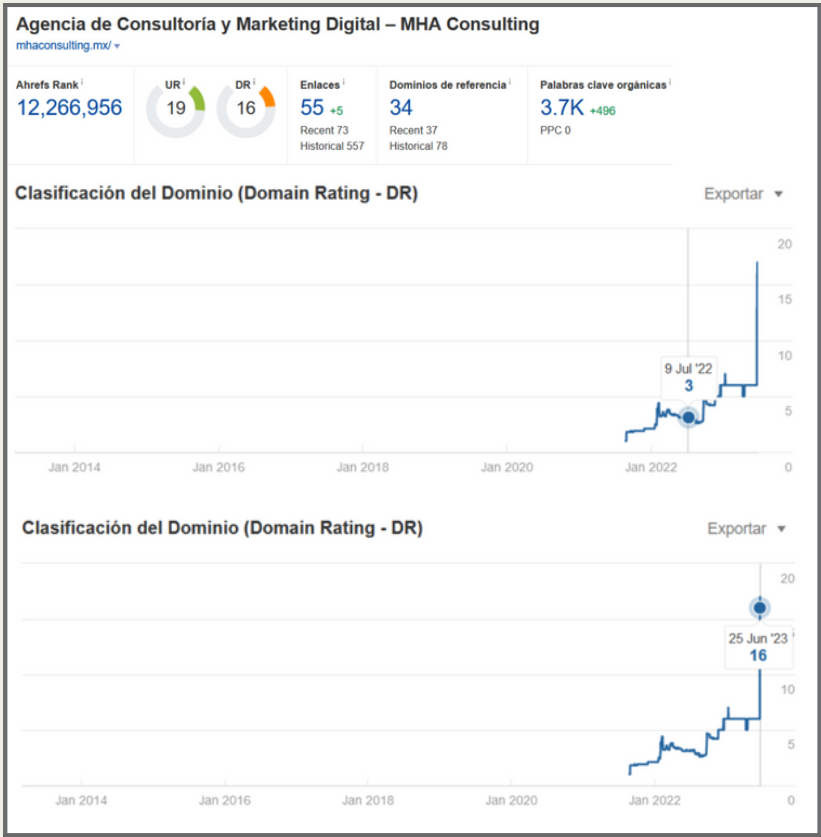 Agencia de Consultoría y Marketing Digital – MHA Consulting
mhaconsulting.mx/
Ahrefs Rank i UR i DR i Enlaces i Dominios de referencia i Palabras clave orgánicas i
12,266,956 19 16 55 +5 34 3.7K +496
Recent 73 Recent 37 PPC 0
Historical 557 Historical 78
Clasificación del Dominio (Domain Rating - DR) Exportar
20
15
10
9 Jul '22
3
5
Jan 2014 Jan 2016 Jan 2018 Jan 2020 Jan 2022 0
Clasificación del Dominio (Domain Rating - DR) Exportar
20
25 Jun '23
16
10
5
Jan 2014 Jan 2016 Jan 2018 Jan 2020 Jan 2022 0